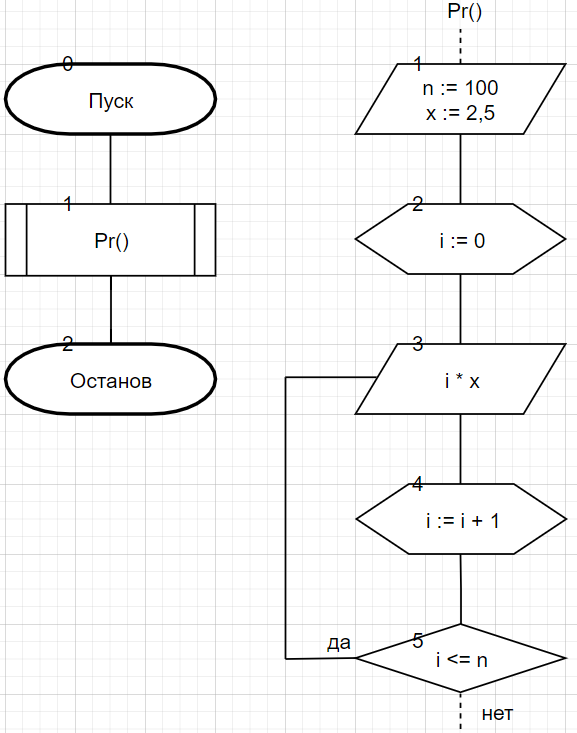 0
Пуск
1
Pr()
2
Останов
Pr()
1
n := 100
x := 2,5
2
i := 0
3
i * x
4
i := i + 1
5
i <= n
да
нет